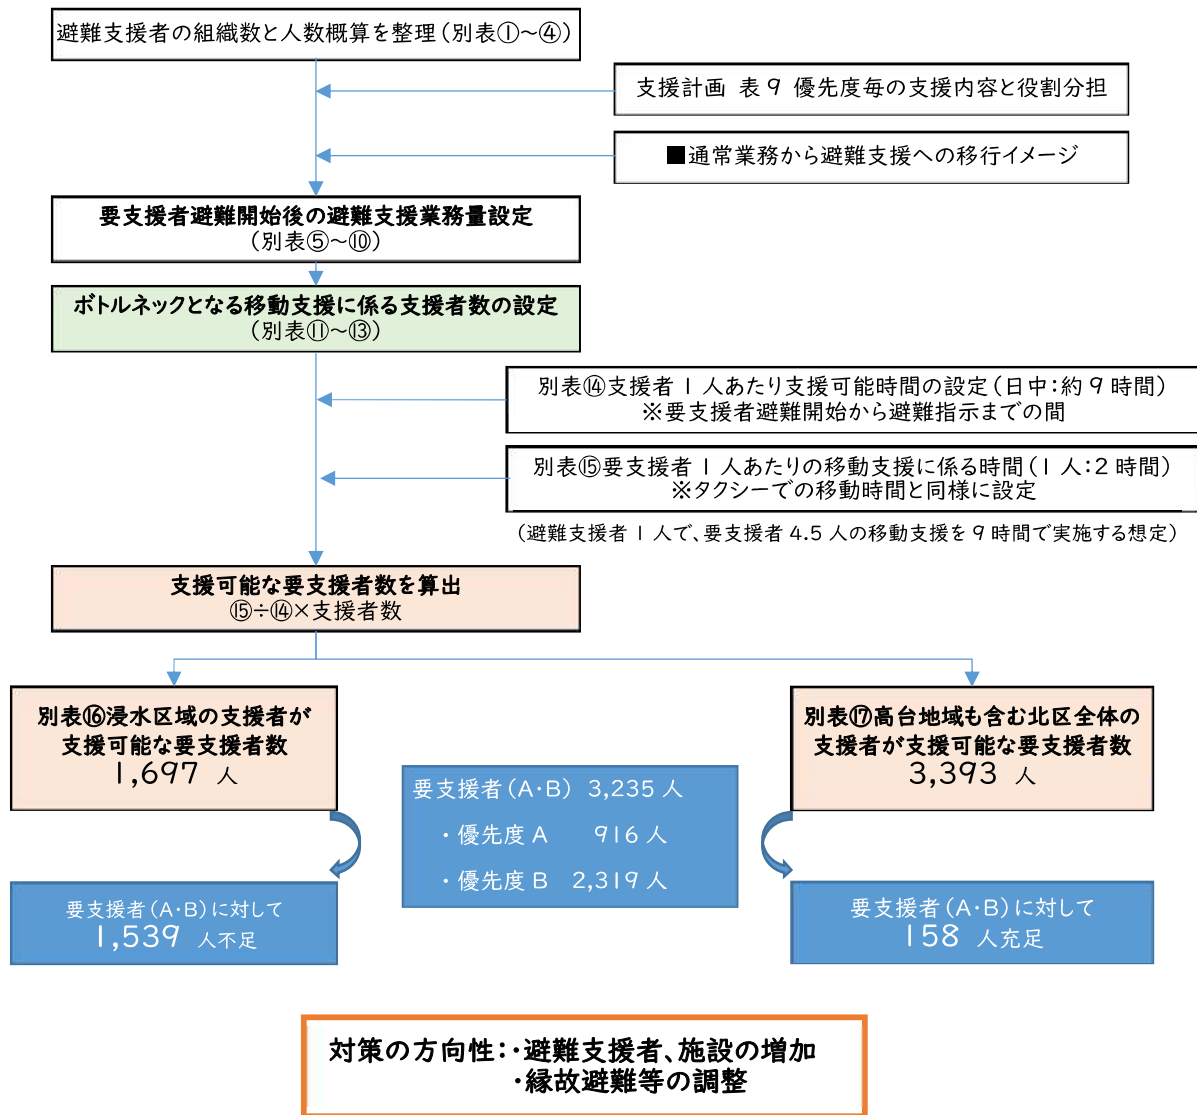 避難支援者の組織数と人数概算を整理(別表①~④)
支援計画 表9 優先度毎の支援内容と役割分担
■通常業務から避難支援への移行イメージ
要支援者避難開始後の避難支援業務量設定
(別表⑤~⑩)
ボトルネックとなる移動支援に係る支援者数の設定
(別表⑪~⑬)
別表⑭支援者1人あたり支援可能時間の設定(日中:約9時間)
※要支援者避難開始から避難指示までの間
別表⑮要支援者1人あたりの移動支援に係る時間(1人:2時間)
※タクシーでの移動時間と同様に設定
(避難支援者1人で、要支援者4.5人の移動支援を9時間で実施する想定)
支援可能な要支援者数を算出
⑮÷⑭×支援者数
別表⑯浸水区域の支援者が
支援可能な要支援者数
1,697 人
別表⑰高台地域も含む北区全体の
支援者が支援可能な要支援者数
3,393 人
要支援者(A・B) 3,235人
・優先度A 916人
・優先度B 2,319人
要支援者(A・B)に対して
1,539 人不足
要支援者(A・B)に対して
158 人充足
対策の方向性:・避難支援者、施設の増加
・縁故避難等の調整